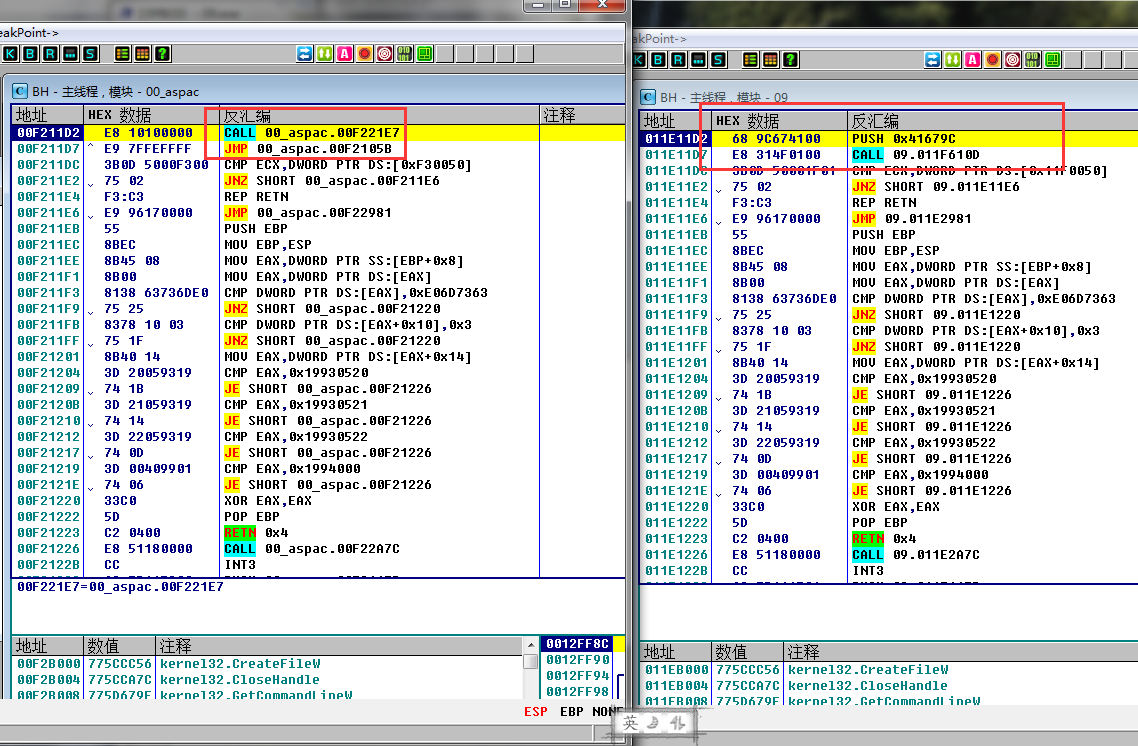 eakPoint->
K B R ... S ?
A
BH - 主线程 , 模块 - 00_aspac
地址 HEX 数据 反汇编 注释
00F211D2 E8 10100000 CALL 00_aspac.00F221E7
00F211D7 ^ E9 7FFEFFFF JMP 00_aspac.00F2105B
00F211DC 3B0D 5000F300 CMP ECX,DWORD PTR DS:[0xF30050]
00F211E2 75 02 JNZ SHORT 00_aspac.00F211E6
00F211E4 F3:C3 REP RETN
00F211E6 E9 96170000 JMP 00_aspac.00F22981
00F211EB 55 PUSH EBP
00F211EC 8BEC MOV EBP,ESP
00F211EE 8B45 08 MOV EAX,DWORD PTR SS:[EBP+0x8]
00F211F1 8B00 MOV EAX,DWORD PTR DS:[EAX]
00F211F3 8138 63736DE0 CMP DWORD PTR DS:[EAX],0xE06D7363
00F211F9 75 25 JNZ SHORT 00_aspac.00F21220
00F211FB 8378 10 03 CMP DWORD PTR DS:[EAX+0x10],0x3
00F211FF 75 1F JNZ SHORT 00_aspac.00F21220
00F21201 8B40 14 MOV EAX,DWORD PTR DS:[EAX+0x14]
00F21204 3D 20059319 CMP EAX,0x19930520
00F21209 74 1B JE SHORT 00_aspac.00F21226
00F2120B 3D 21059319 CMP EAX,0x19930521
00F21210 74 14 JE SHORT 00_aspac.00F21226
00F21212 3D 22059319 CMP EAX,0x19930522
00F21217 74 0D JE SHORT 00_aspac.00F21226
00F21219 3D 00409901 CMP EAX,0x1994000
00F2121E 74 06 JE SHORT 00_aspac.00F21226
00F21220 33C0 XOR EAX,EAX
00F21222 5D POP EBP
00F21223 C2 0400 RETN 0x4
00F21226 E8 51180000 CALL 00_aspac.00F22A7C
00F2122B CC INT3
00F221E7=00_aspac.00F221E7
地址 数值 注释
00F2B000 775CCC56 kernel32.CreateFileW
00F2B004 775CCA7C kernel32.CloseHandle
00F2B008 775D679E kernel32.GetCommandLineW
0012FF8C
0012FF90
0012FF94
0012FF98
ESP EBP NONE
英
eakPoint->
K B R ... S ?
A
BH - 主线程 , 模块 - 09
地址 HEX 数据 反汇编
011E11D2 68 9C674100 PUSH 0x41679C
011E11D7 E8 314F0100 CALL 09.011F610D
011E11DC 3B0D 50001F01 CMP ECX,DWORD PTR DS:[0x11F0050]
011E11E2 75 02 JNZ SHORT 09.011E11E6
011E11E4 F3:C3 REP RETN
011E11E6 E9 96170000 JMP 09.011E2981
011E11EB 55 PUSH EBP
011E11EC 8BEC MOV EBP,ESP
011E11EE 8B45 08 MOV EAX,DWORD PTR SS:[EBP+0x8]
011E11F1 8B00 MOV EAX,DWORD PTR DS:[EAX]
011E11F3 8138 63736DE0 CMP DWORD PTR DS:[EAX],0xE06D7363
011E11F9 75 25 JNZ SHORT 09.011E1220
011E11FB 8378 10 03 CMP DWORD PTR DS:[EAX+0x10],0x3
011E11FF 75 1F JNZ SHORT 09.011E1220
011E1201 8B40 14 MOV EAX,DWORD PTR DS:[EAX+0x14]
011E1204 3D 20059319 CMP EAX,0x19930520
011E1209 74 1B JE SHORT 09.011E1226
011E120B 3D 21059319 CMP EAX,0x19930521
011E1210 74 14 JE SHORT 09.011E1226
011E1212 3D 22059319 CMP EAX,0x19930522
011E1217 74 0D JE SHORT 09.011E1226
011E1219 3D 00409901 CMP EAX,0x1994000
011E121E 74 06 JE SHORT 09.011E1226
011E1220 33C0 XOR EAX,EAX
011E1222 5D POP EBP
011E1223 C2 0400 RETN 0x4
011E1226 E8 51180000 CALL 09.011E2A7C
011E122B CC INT3
地址 数值 注释
011EB000 775CCC56 kernel32.CreateFileW
011EB004 775CCA7C kernel32.CloseHandle
011EB008 775D679E kernel32.GetCommandLineW